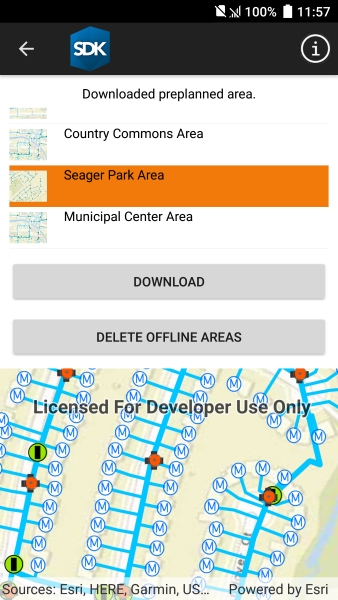 100% 11:57
SDK
Downloaded preplanned area.
Country Commons Area
Seager Park Area
Municipal Center Area
DOWNLOAD
DELETE OFFLINE AREAS
Licensed For Developer Use Only
M
Sources: Esri, HERE, Garmin, US... Powered by Esri